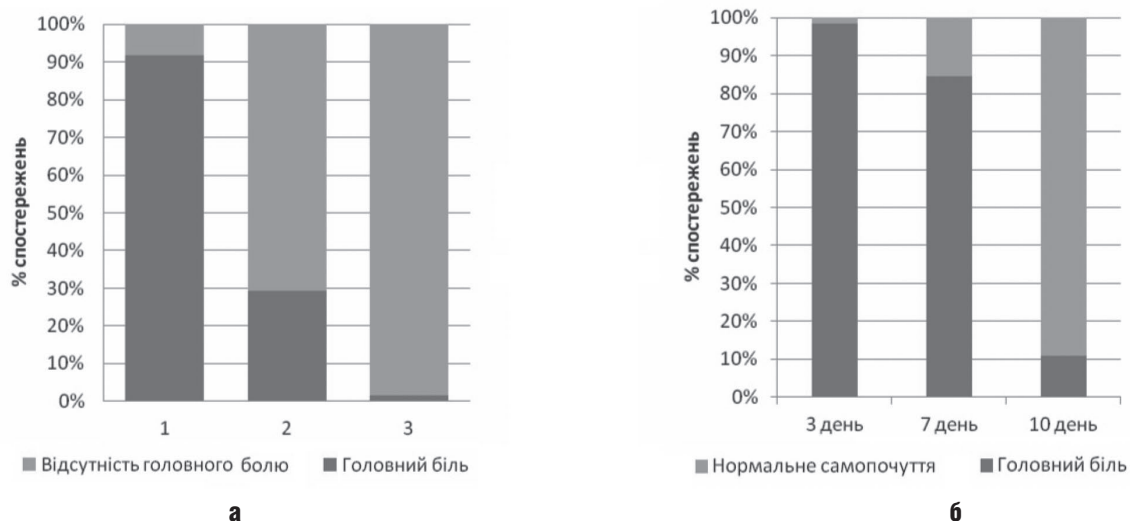 100%
90%
80%
70%
60%
50%
40%
30%
20%
10%
0%
% спостережень
1 2 3
Відсутність головного болю Головний біль
а
100%
90%
80%
70%
60%
50%
40%
30%
20%
10%
0%
% спостережень
3 день 7 день 10 день
Нормальне самопочуття Головний біль
б